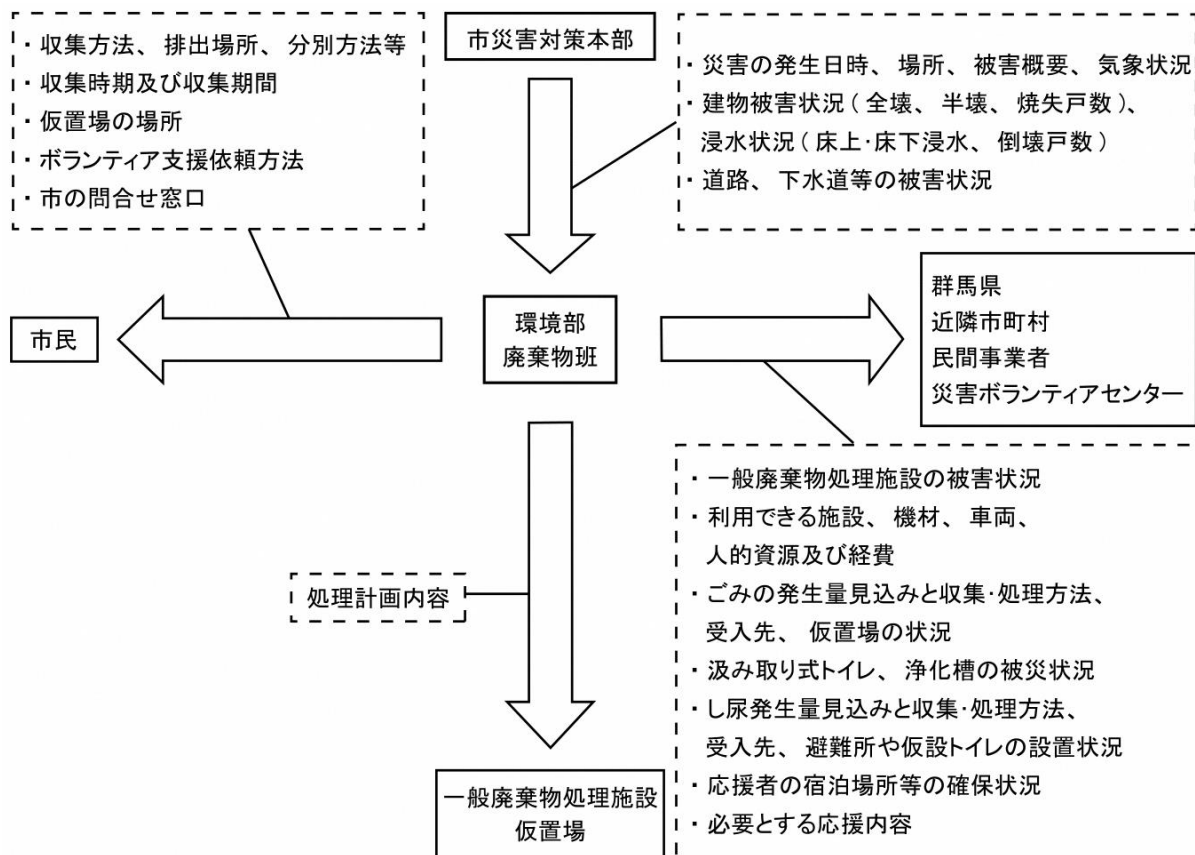 ・収集方法、排出場所、分別方法等
・収集時期及び収集期間
・仮置場の場所
・ボランティア支援依頼方法
・市の問合せ窓口
市災害対策本部
・災害の発生日時、場所、被害概要、気象状況
・建物被害状況(全壊、半壊、焼失戸数)、
浸水状況(床上・床下浸水、倒壊戸数)
・道路、下水道等の被害状況
市民
環境部
廃棄物班
群馬県
近隣市町村
民間事業者
災害ボランティアセンター
処理計画内容
・一般廃棄物処理施設の被害状況
・利用できる施設、機材、車両、
人的資源及び経費
・ごみの発生量見込みと収集・処理方法、
受入先、仮置場の状況
・汲み取り式トイレ、浄化槽の被災状況
・し尿発生量見込みと収集・処理方法、
受入先、避難所や仮設トイレの設置状況
・応援者の宿泊場所等の確保状況
・必要とする応援内容
一般廃棄物処理施設
仮置場